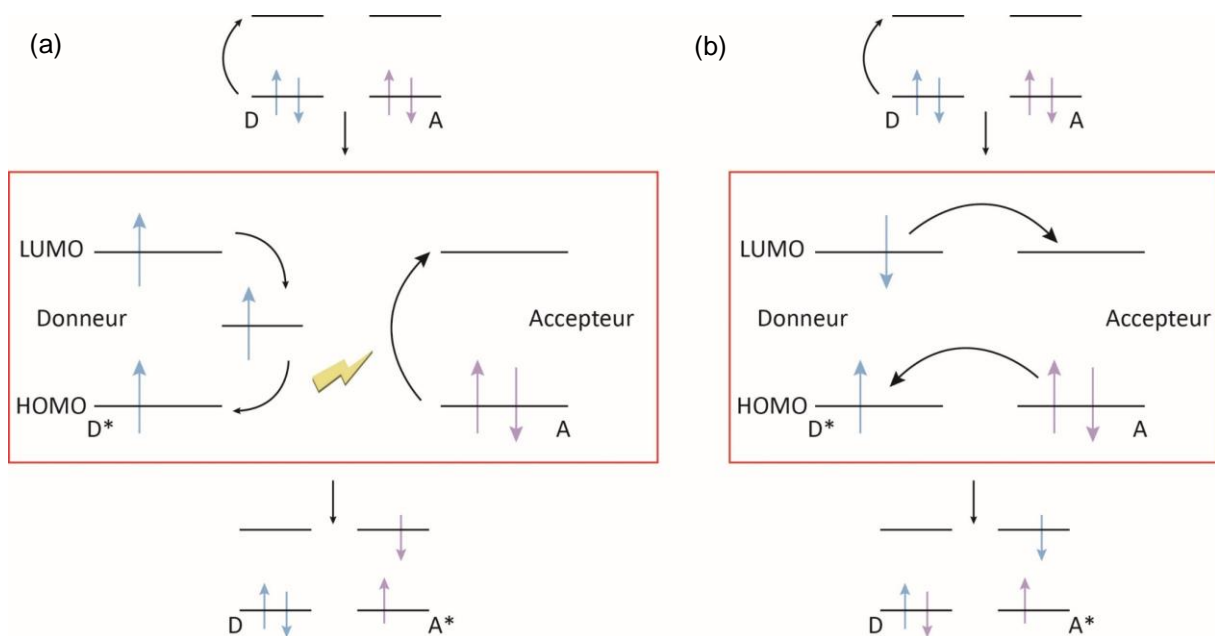 (a)
D
A
LUMO
Donneur
Accepteur
HOMO
D*
A
D
A*
(b)
D
A
LUMO
Donneur
Accepteur
HOMO
D*
A
D
A*